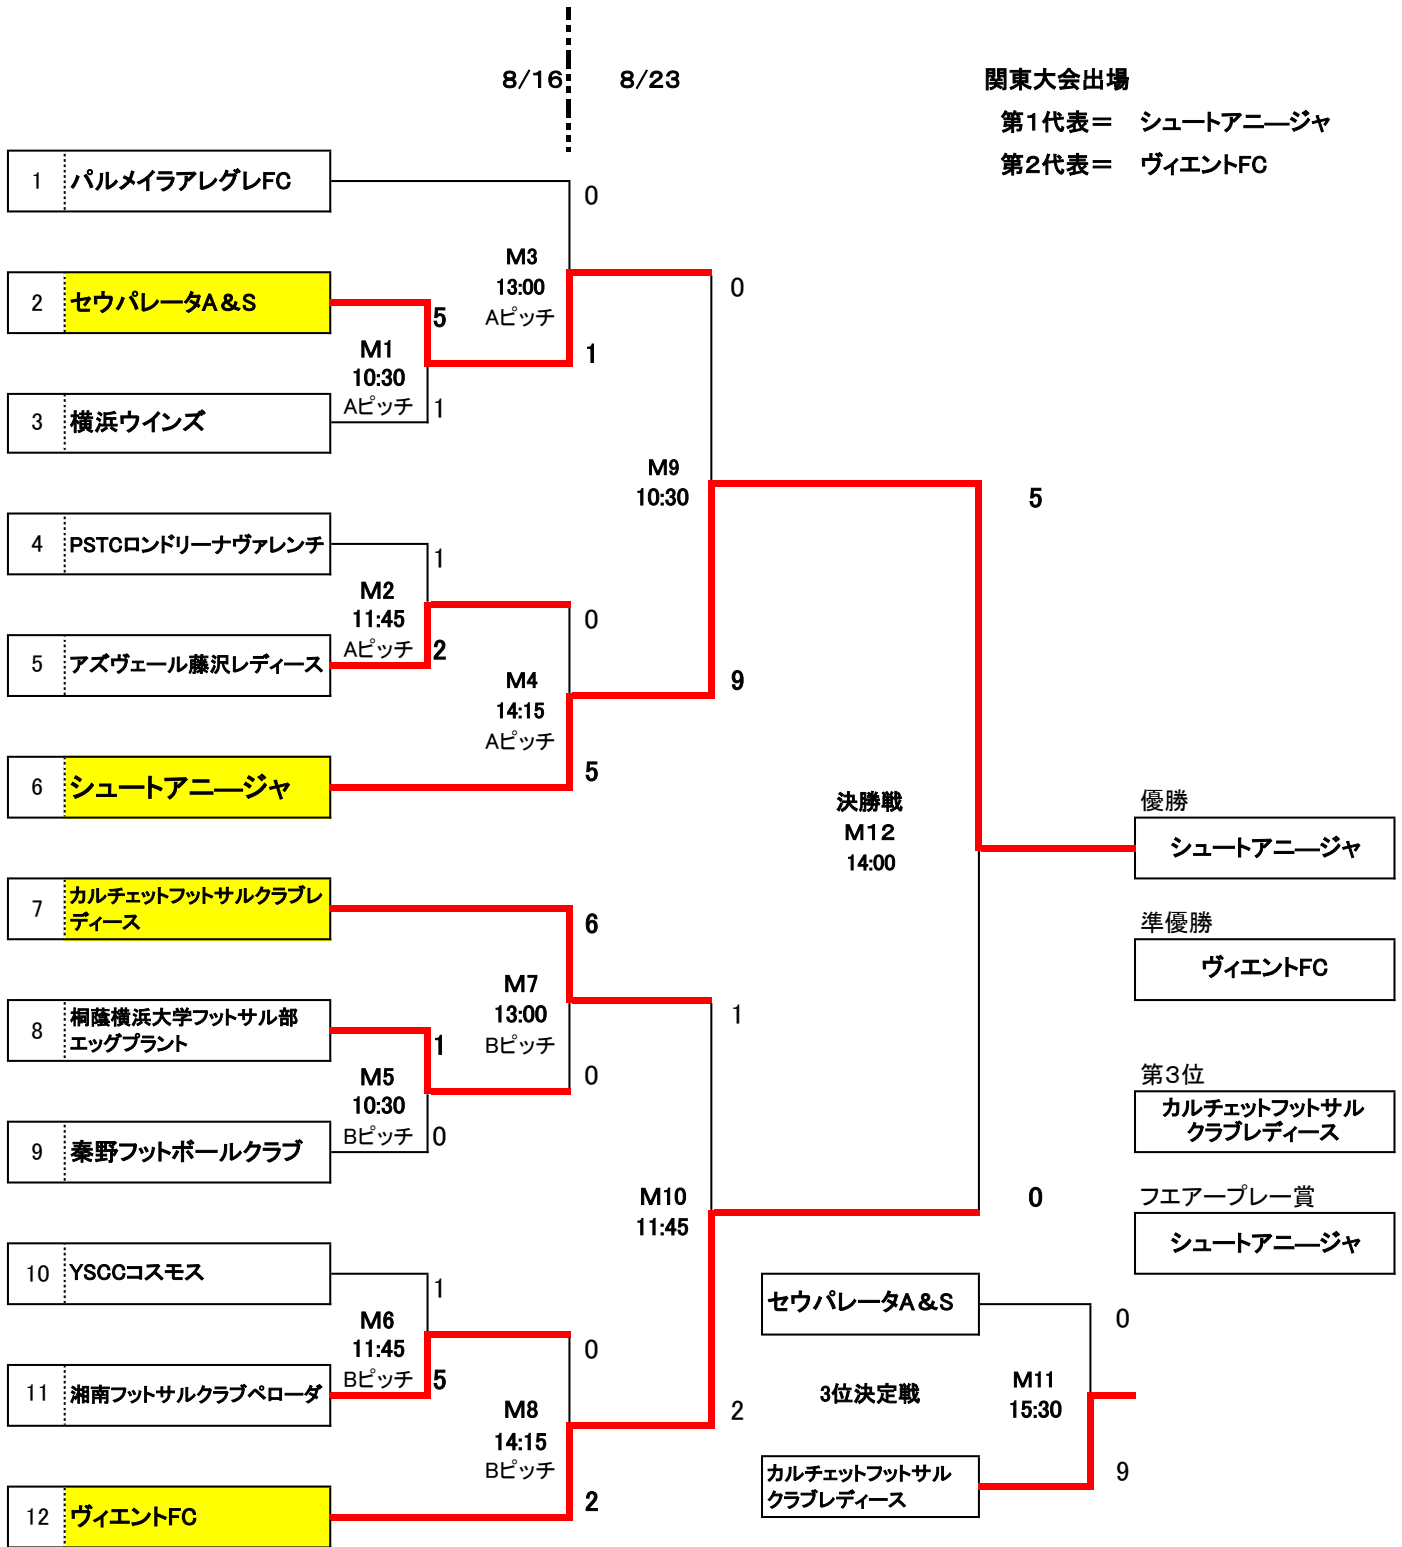 8/16
8/23
関東大会出場
第1代表＝ シュートアニ―ジャ
第2代表＝ ヴィエントFC
1 パルメイラアレグレFC
0
M3
13:00
Aピッチ
2 セウパレータA＆S
5
0
1
M1
10:30
Aピッチ
1
3 横浜ウインズ
M9
10:30
5
4 PSTCロンドリーナヴァレンチ
1
M2
11:45
Aピッチ
2
0
5 アズヴェール藤沢レディース
M4
14:15
Aピッチ
9
5
6 シュートアニ―ジャ
決勝戦
M12
14:00
優勝
シュートアニ―ジャ
7 カルチェットフットサルクラブレ
ディース
6
準優勝
ヴィエントFC
M7
13:00
Bピッチ
1
8 桐蔭横浜大学フットサル部
エッグプラント
1
0
M5
10:30
Bピッチ
0
第3位
カルチェットフットサル
クラブレディース
9 秦野フットボールクラブ
M10
11:45
0
フエアープレー賞
シュートアニ―ジャ
10 YSCCコスモス
1
M6
11:45
Bピッチ
5
0
セウパレータA＆S
0
11 湘南フットサルクラブペローダ
M8
14:15
Bピッチ
2
3位決定戦
M11
15:30
カルチェットフットサル
クラブレディース
9
12 ヴィエントFC
2